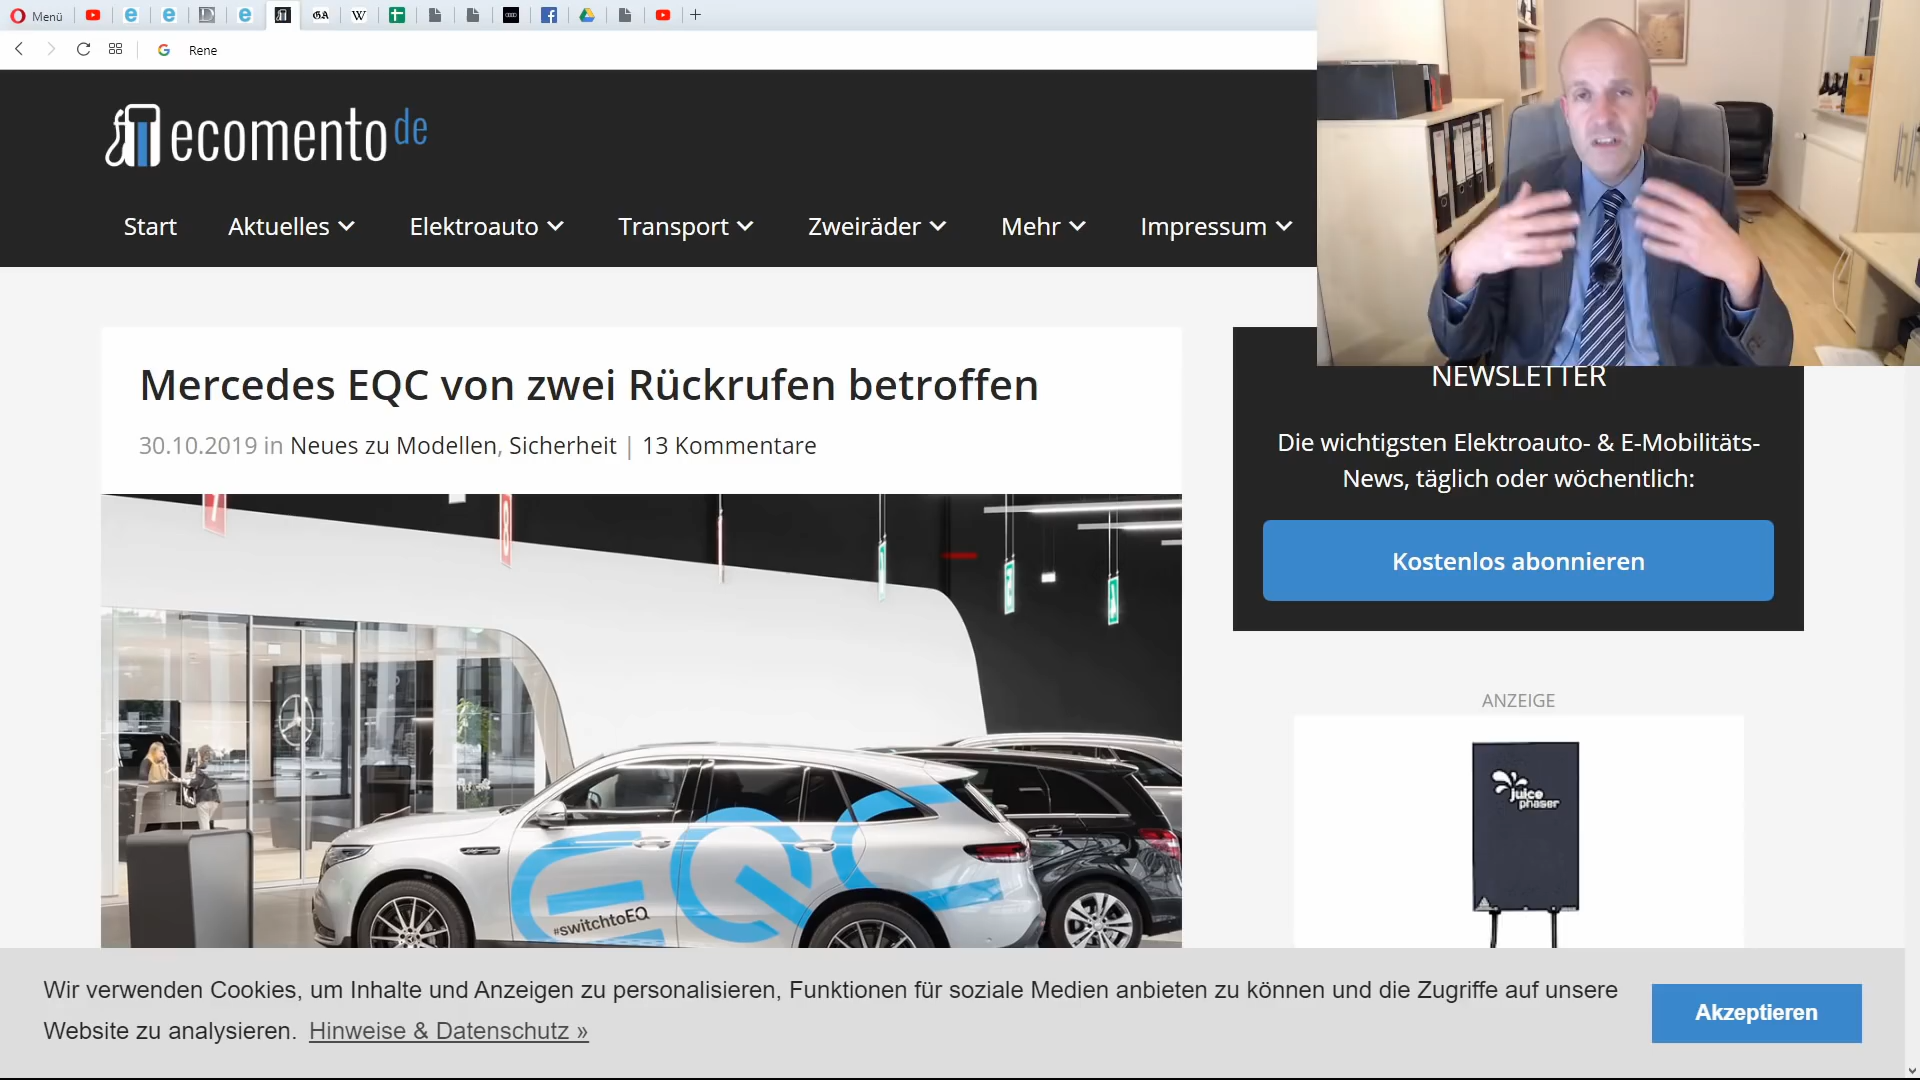 Menü
Rene
ecomento de
Start Aktuelles Elektroauto Transport Zweiräder Mehr Impressum
Mercedes EQC von zwei Rückrufen betroffen
30.10.2019 in Neues zu Modellen, Sicherheit | 13 Kommentare
NEWSLETTER
Die wichtigsten Elektroauto- & E-Mobilitäts-
News, täglich oder wöchentlich:
Kostenlos abonnieren
ANZEIGE
juice
phaser
EQC
#switchtoEQ
Wir verwenden Cookies, um Inhalte und Anzeigen zu personalisieren, Funktionen für soziale Medien anbieten zu können und die Zugriffe auf unsere
Website zu analysieren. Hinweise & Datenschutz »
Akzeptieren